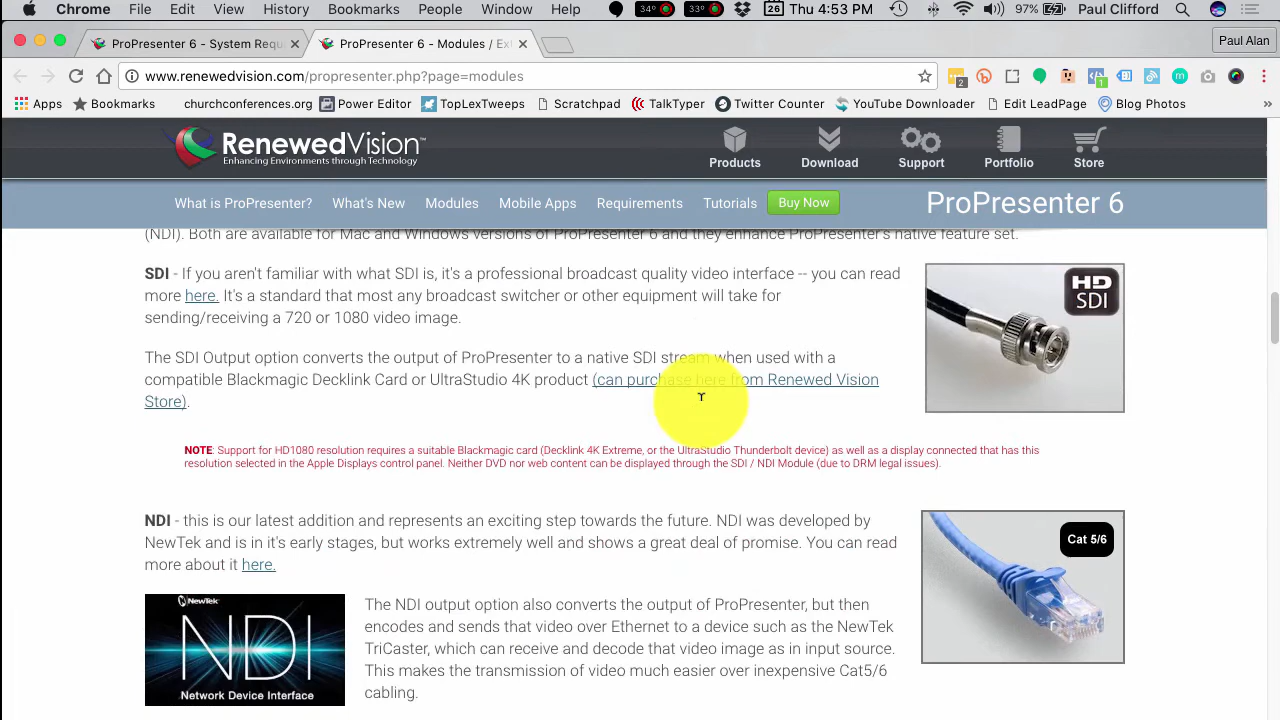 Chrome File Edit View History Bookmarks People Window Help 34° 33° 26 Thu 4:53 PM 97% Paul Clifford
ProPresenter 6 - System Requ ProPresenter 6 - Modules / Ex Paul Alan
www.renewedvision.com/propresenter.php?page=modules 2 1
Apps Bookmarks churchconferences.org Power Editor TapLexTweeps Scratchpad TalkTyper Twitter Counter YouTube Downloader Edit LeadPage Blog Photos »
RenewedVision™
Enhancing Environments through Technology
Products Download Support Portfolio Store
What is ProPresenter? What's New Modules Mobile Apps Requirements Tutorials Buy Now ProPresenter 6
(NDI). Both are available for Mac and Windows versions of ProPresenter 6 and they enhance ProPresenter's native feature set.
SDI - If you aren't familiar with what SDI is, it's a professional broadcast quality video interface -- you can read
more here. It's a standard that most any broadcast switcher or other equipment will take for
sending/receiving a 720 or 1080 video image.
HD
SDI
The SDI Output option converts the output of ProPresenter to a native SDI stream when used with a
compatible Blackmagic Decklink Card or UltraStudio 4K product (can purchase here from Renewed Vision
Store).
NOTE: Support for HD1080 resolution requires a suitable Blackmagic card (Decklink 4K Extreme, or the UltraStudio Thunderbolt device) as well as a display connected that has this
resolution selected in the Apple Displays control panel. Neither DVD nor web content can be displayed through the SDI / NDI Module (due to DRM legal issues).
NDI - this is our latest addition and represents an exciting step towards the future. NDI was developed by
NewTek and is in it's early stages, but works extremely well and shows a great deal of promise. You can read
more about it here.
Cat 5/6
NewTek
NDI
Network Device Interface
The NDI output option also converts the output of ProPresenter, but then
encodes and sends that video over Ethernet to a device such as the NewTek
TriCaster, which can receive and decode that video image as in input source.
This makes the transmission of video much easier over inexpensive Cat5/6
cabling.